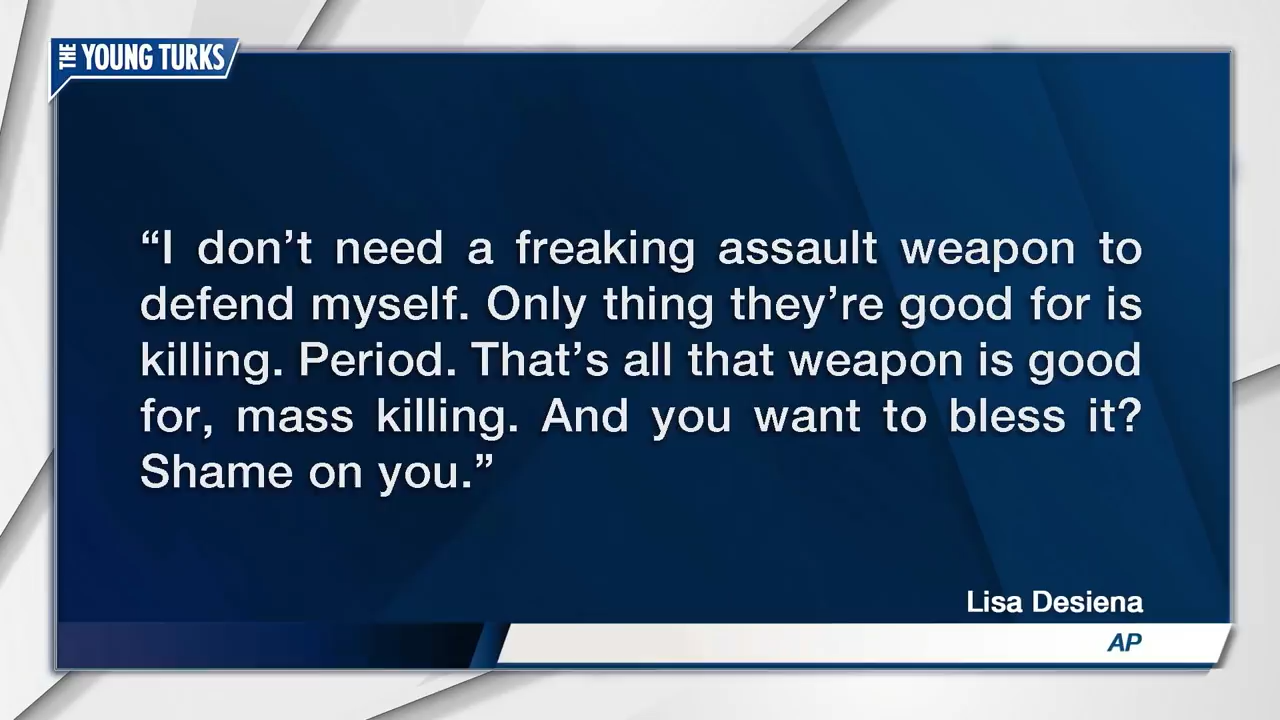 THE YOUNG TURKS
“I don’t need a freaking assault weapon to
defend myself. Only thing they’re good for is
killing. Period. That’s all that weapon is good
for, mass killing. And you want to bless it?
Shame on you.”
Lisa Desiena
AP